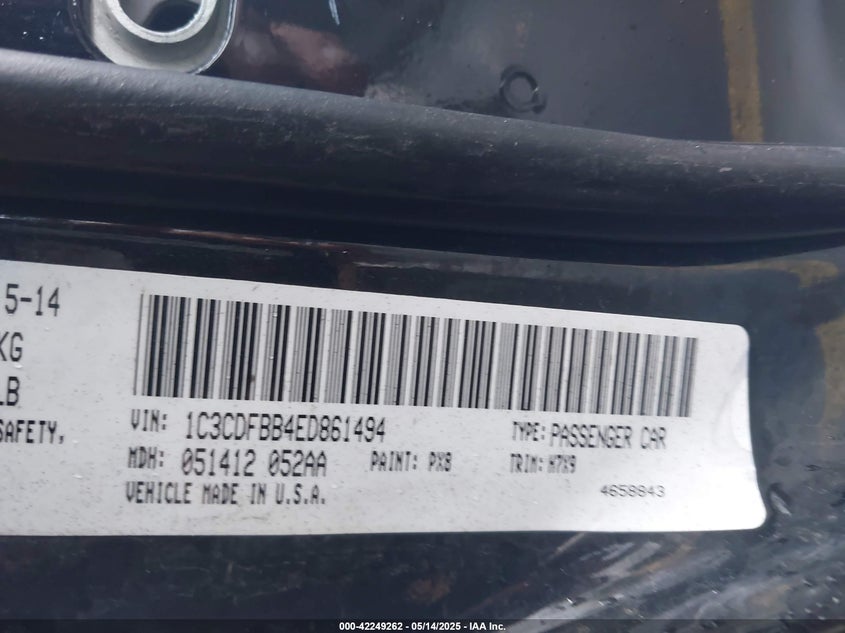 5-14
KG
LB
SAFETY,
VIN: 1C3CDFBB4ED861494
TYPE: PASSENGER CAR
MDH: 051412 052AA
PAINT: PX8
TRIM: H7X9
VEHICLE MADE IN U.S.A.
4658843
000-42249262 - 05/14/2025 - IAA Inc.